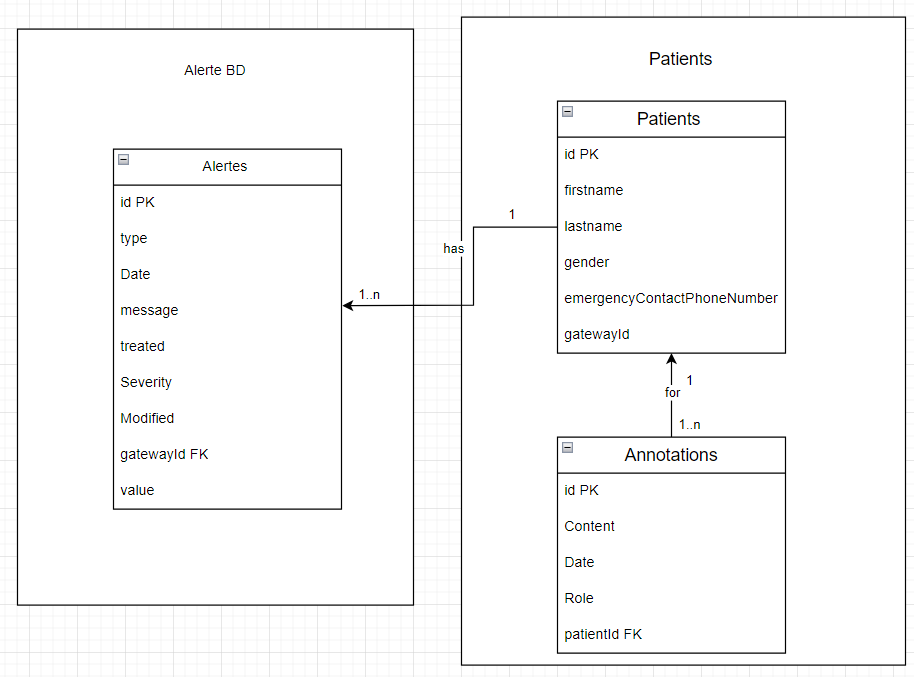 Alerte BD
Alertes
id PK
type
Date
message
treated
Severity
Modified
gatewayId FK
value
has
1
1..n
Patients
Patients
id PK
firstname
lastname
gender
emergencyContactPhoneNumber
gatewayId
1
for
1..n
Annotations
id PK
Content
Date
Role
patientId FK